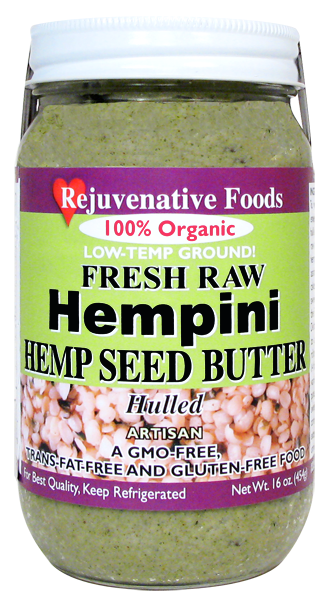 Rejuvenative Foods
100% Organic
LOW-TEMP GROUND!
FRESH RAW
Hempini
HEMP SEED BUTTER
Hulled
ARTISAN
A GMO-FREE,
TRANS-FAT-FREE AND GLUTEN-FREE FOOD
For Best Quality, Keep Refrigerated
Net Wt. 16 oz. (454g)